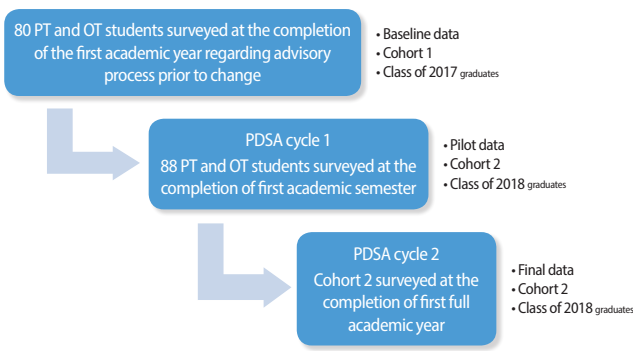 80 PT and OT students surveyed at the completion
of the first academic year regarding advisory
process prior to change
• Baseline data
• Cohort 1
• Class of 2017 graduates
PDSA cycle 1
88 PT and OT students surveyed at the
completion of first academic semester
• Pilot data
• Cohort 2
• Class of 2018 graduates
PDSA cycle 2
Cohort 2 surveyed at the
completion of first full
academic year
• Final data
• Cohort 2
• Class of 2018 graduates